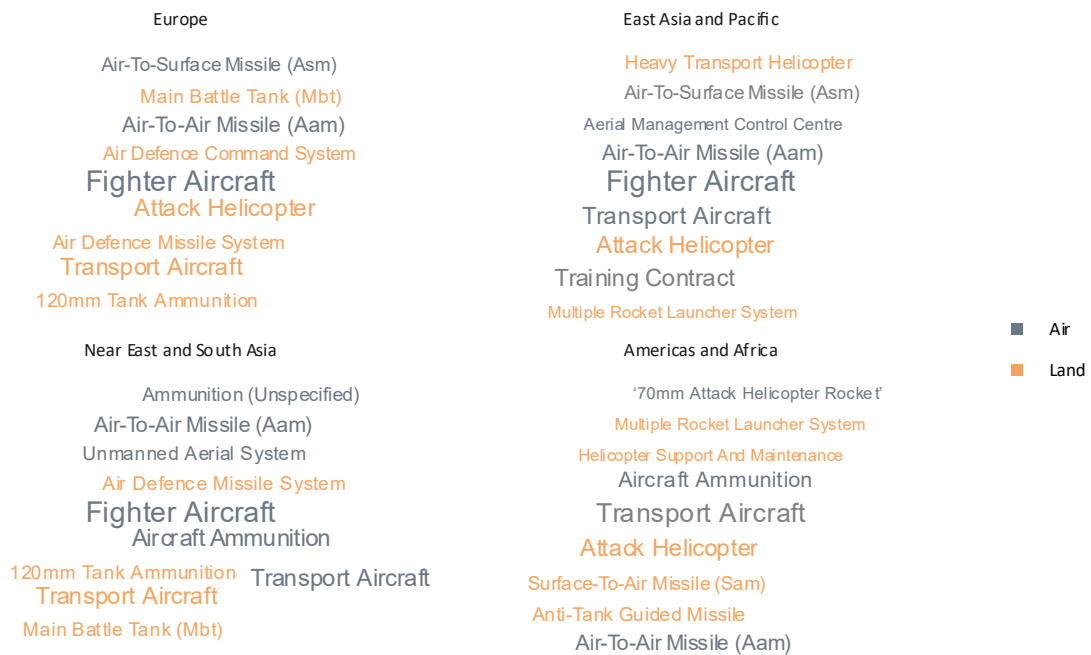 Europe
Air-To-Surface Missile (Asm)
Main Battle Tank (Mbt)
Air-To-Air Missile (Aam)
Air Defence Command System
Fighter Aircraft
Attack Helicopter
Air Defence Missile System
Transport Aircraft
120mm Tank Ammunition
East Asia and Pacific
Heavy Transport Helicopter
Air-To-Surface Missile (Asm)
Aerial Management Control Centre
Air-To-Air Missile (Aam)
Fighter Aircraft
Transport Aircraft
Attack Helicopter
Training Contract
Multiple Rocket Launcher System
Near East and South Asia
Ammunition (Unspecified)
Air-To-Air Missile (Aam)
Unmanned Aerial System
Air Defence Missile System
Fighter Aircraft
Aircraft Ammunition
120mm Tank Ammunition
Transport Aircraft
Transport Aircraft
Main Battle Tank (Mbt)
Americas and Africa
‘70mm Attack Helicopter Rocket’
Multiple Rocket Launcher System
Helicopter Support And Maintenance
Aircraft Ammunition
Transport Aircraft
Attack Helicopter
Surface-To-Air Missile (Sam)
Anti-Tank Guided Missile
Air-To-Air Missile (Aam)
Air
Land